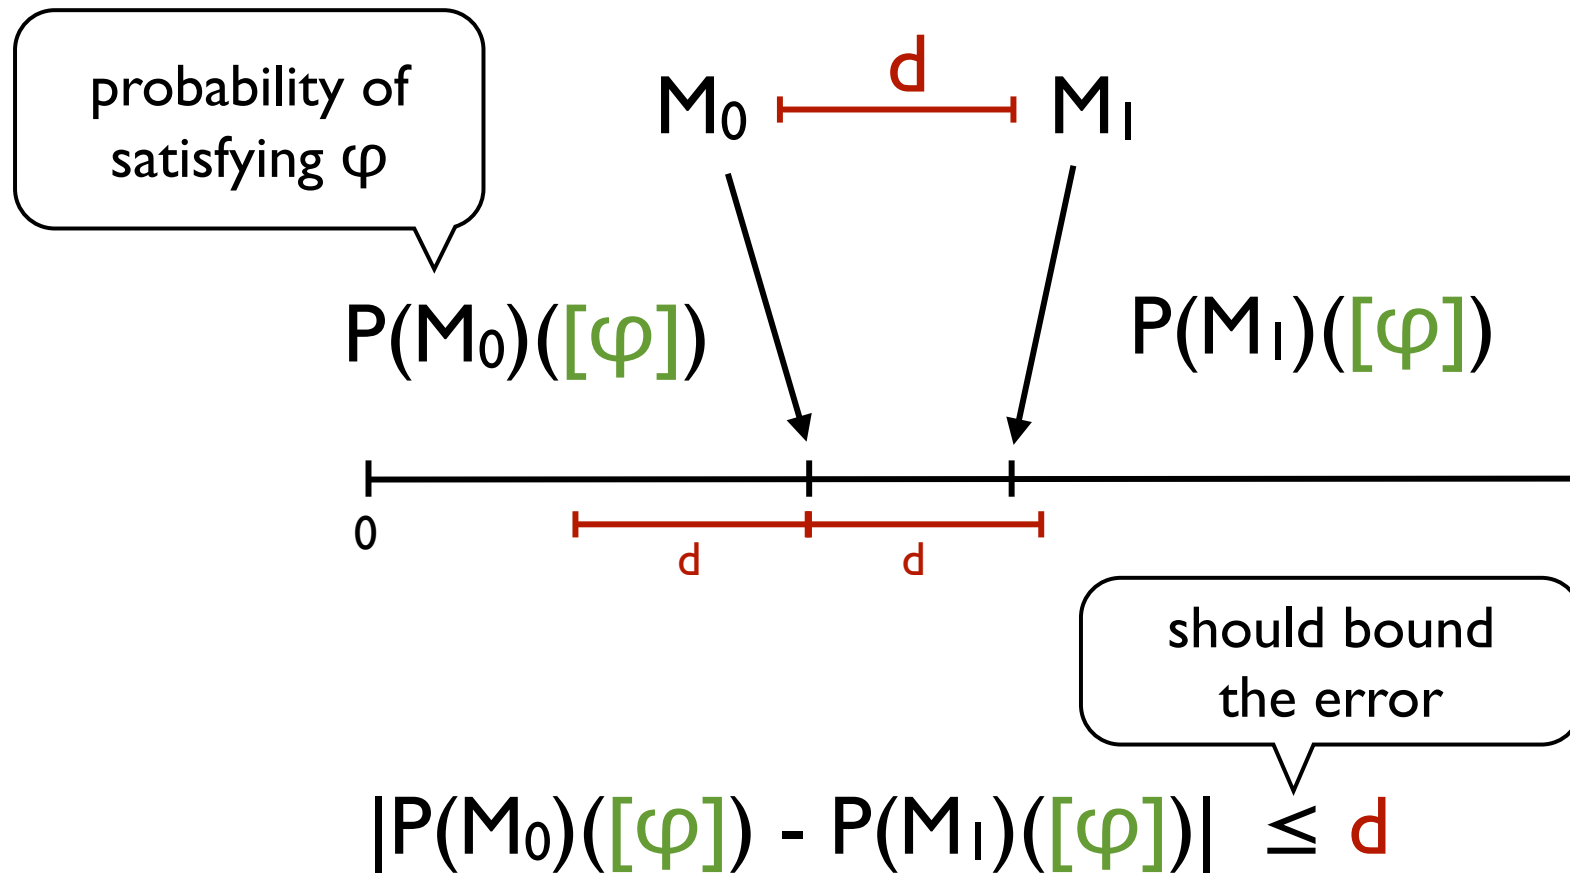 probability of
satisfying φ
d
M₀ M₁
P(M₀)([φ]) P(M₁)([φ])
0
d d
should bound
the error
|P(M₀)([φ]) - P(M₁)([φ])| ≤ d